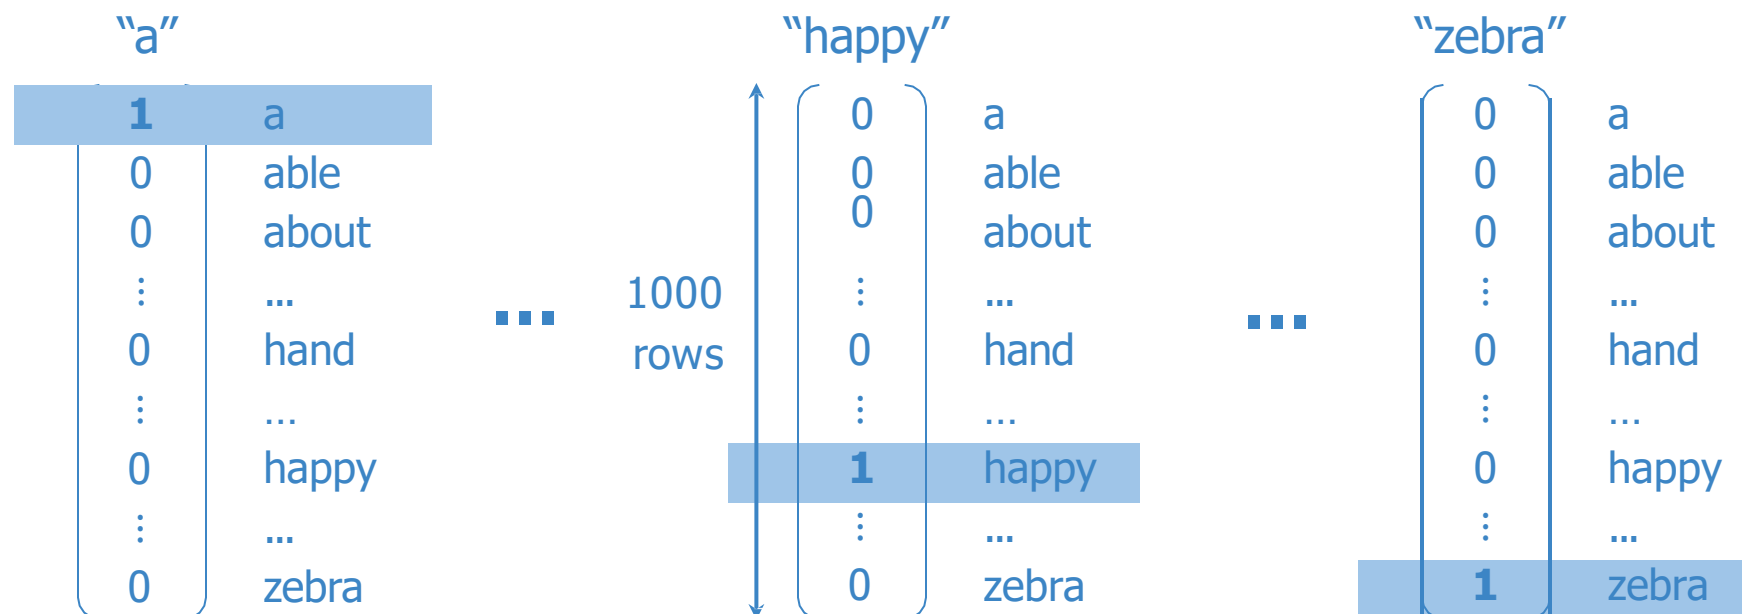 “a” “happy” “zebra”
1 a 0 a 0 a
0 able 0 able 0 able
0 about 0 about 0 about
⋮ ... ⋮ ... ⋮ ...
... 1000 ...
0 hand rows 0 hand 0 hand
⋮ ... ⋮ ... ⋮ ...
0 happy 1 happy 0 happy
⋮ ... ⋮ ... ⋮ ...
0 zebra 0 zebra 1 zebra